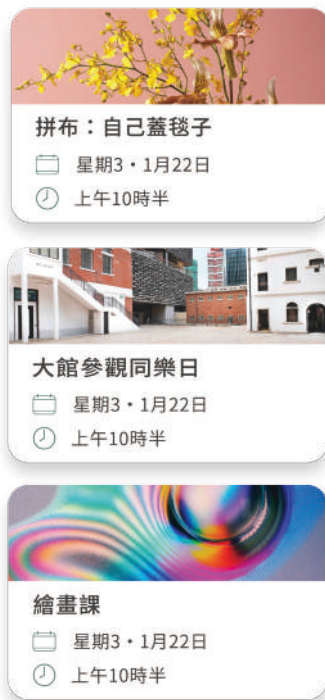 拼布：自己蓋毯子
星期3・1月22日
上午10時半
大館參觀同樂日
星期3・1月22日
上午10時半
繪畫課
星期3・1月22日
上午10時半